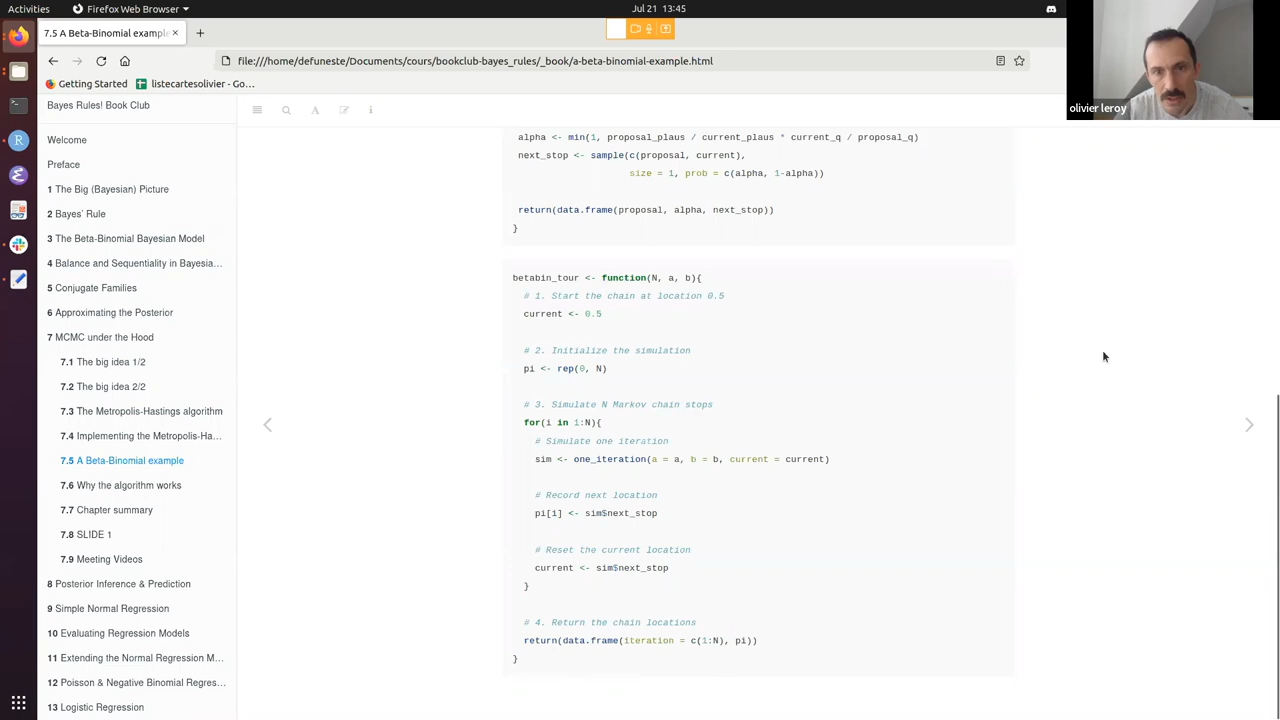 Activities
Firefox Web Browser
Jul 21 13:45
7.5 A Beta-Binomial example
file:///home/defuneste/Documents/cours/bookclub-bayes_rules/_book/a-beta-binomial-example.html
Getting Started
listecartesolivier - Go...
olivier leroy
Bayes Rules! Book Club
Welcome
Preface
1 The Big (Bayesian) Picture
2 Bayes' Rule
3 The Beta-Binomial Bayesian Model
4 Balance and Sequentiality in Bayesia...
5 Conjugate Families
6 Approximating the Posterior
7 MCMC under the Hood
7.1 The big idea 1/2
7.2 The big idea 2/2
7.3 The Metropolis-Hastings algorithm
7.4 Implementing the Metropolis-Ha...
7.5 A Beta-Binomial example
7.6 Why the algorithm works
7.7 Chapter summary
7.8 SLIDE 1
7.9 Meeting Videos
8 Posterior Inference & Prediction
9 Simple Normal Regression
10 Evaluating Regression Models
11 Extending the Normal Regression M...
12 Poisson & Negative Binomial Regres...
13 Logistic Regression
alpha <- min(1, proposal_plaus / current_plaus * current_q / proposal_q)
next_stop <- sample(c(proposal, current),
size = 1, prob = c(alpha, 1-alpha))
return(data.frame(proposal, alpha, next_stop))
}
betabin_tour <- function(N, a, b){
# 1. Start the chain at location 0.5
current <- 0.5
# 2. Initialize the simulation
pi <- rep(0, N)
# 3. Simulate N Markov chain stops
for(i in 1:N){
# Simulate one iteration
sim <- one_iteration(a = a, b = b, current = current)
# Record next location
pi[i] <- sim$next_stop
# Reset the current location
current <- sim$next_stop
}
# 4. Return the chain locations
return(data.frame(iteration = c(1:N), pi))
}